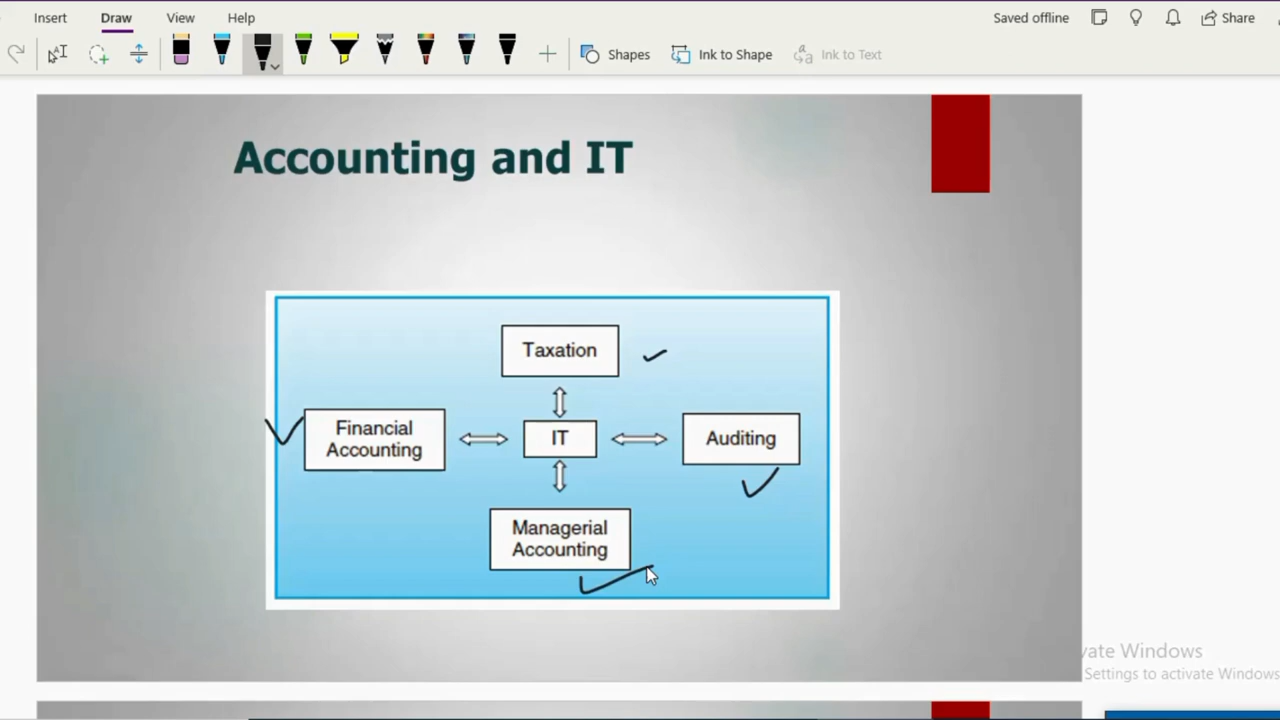 Insert Draw View Help Saved offline Share
Shapes Ink to Shape Ink to Text
Accounting and IT
Taxation
Financial
Accounting
IT
Auditing
Managerial
Accounting
vate Windows
Settings to activate Windows